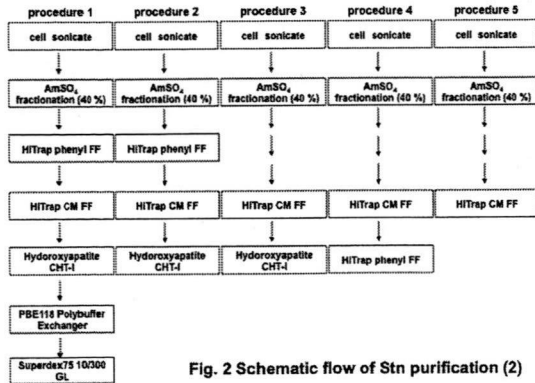 procedure 1 procedure 2 procedure 3 procedure 4 procedure 5
cell sonicate cell sonicate cell sonicate cell sonicate cell sonicate
AmSO4 AmSO4 AmSO4 AmSO4 AmSO4
fractionation (40 %) fractionation (40 %) fractionation (40 %) fractionation (40 %) fractionation (40 %)
HiTrap phenyl FF HiTrap phenyl FF
HiTrap CM FF HiTrap CM FF HiTrap CM FF HiTrap CM FF HiTrap CM FF
Hydoroxyapatite Hydoroxyapatite Hydoroxyapatite HiTrap phenyl FF
CHT-I CHT-I CHT-I
PBE118 Polybuffer
Exchanger
Superdex75 10/300
GL
Fig. 2 Schematic flow of Stn purification (2)